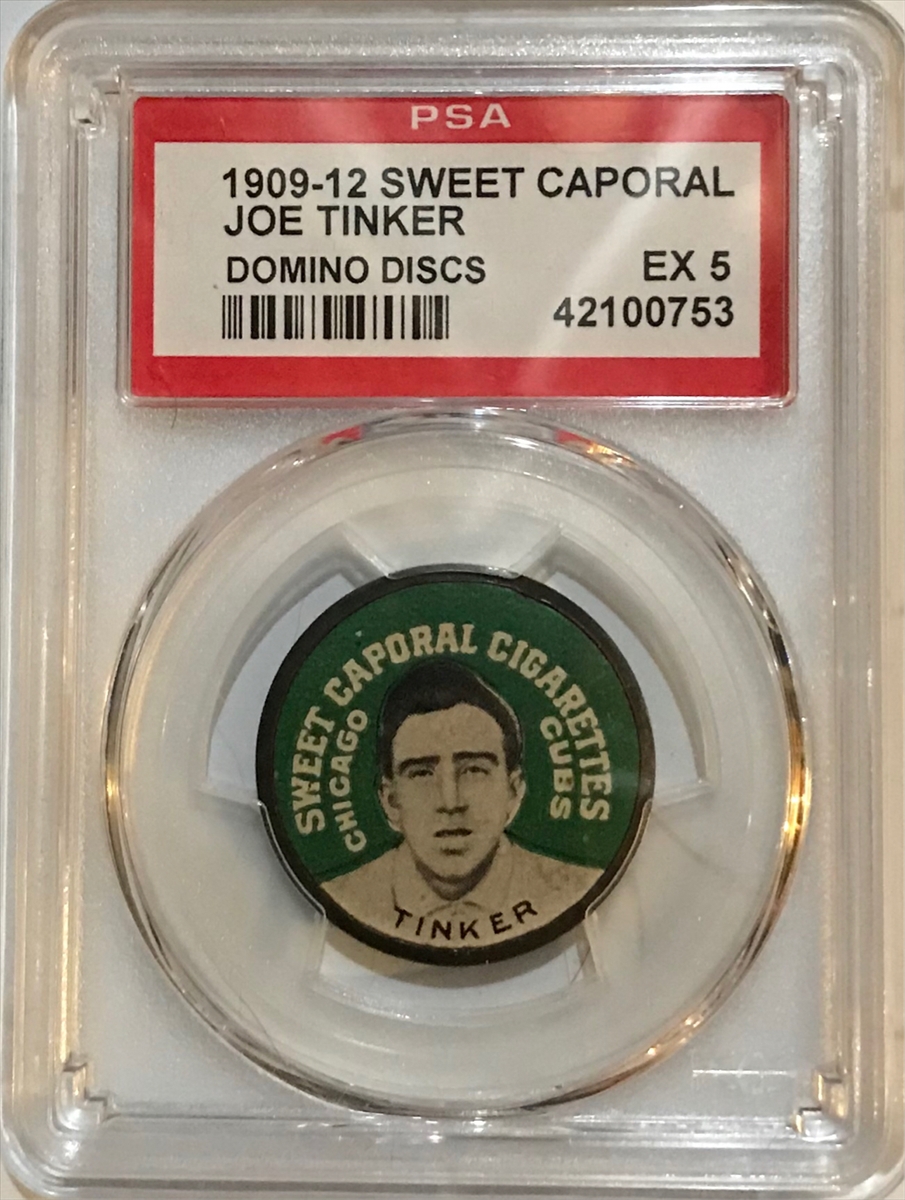 PSA
1909-12 SWEET CAPORAL
JOE TINKER
DOMINO DISCS EX 5
42100753
SWEET CAPORAL CIGARETTES
CHICAGO CUBS
TINKER